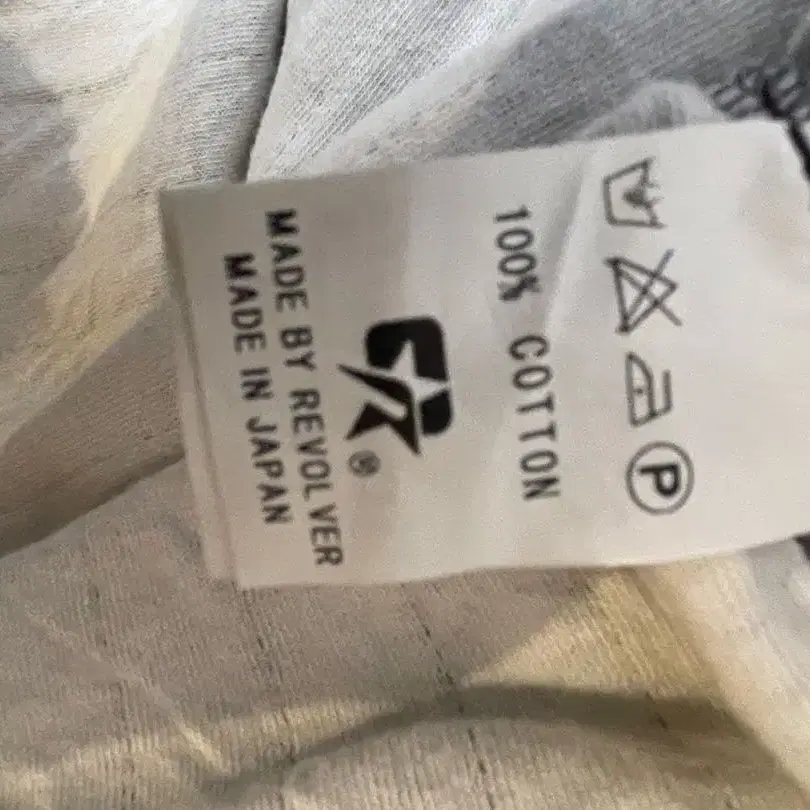 P
100% COTTON
R
®
MADE BY REVOLVER
MADE IN JAPAN